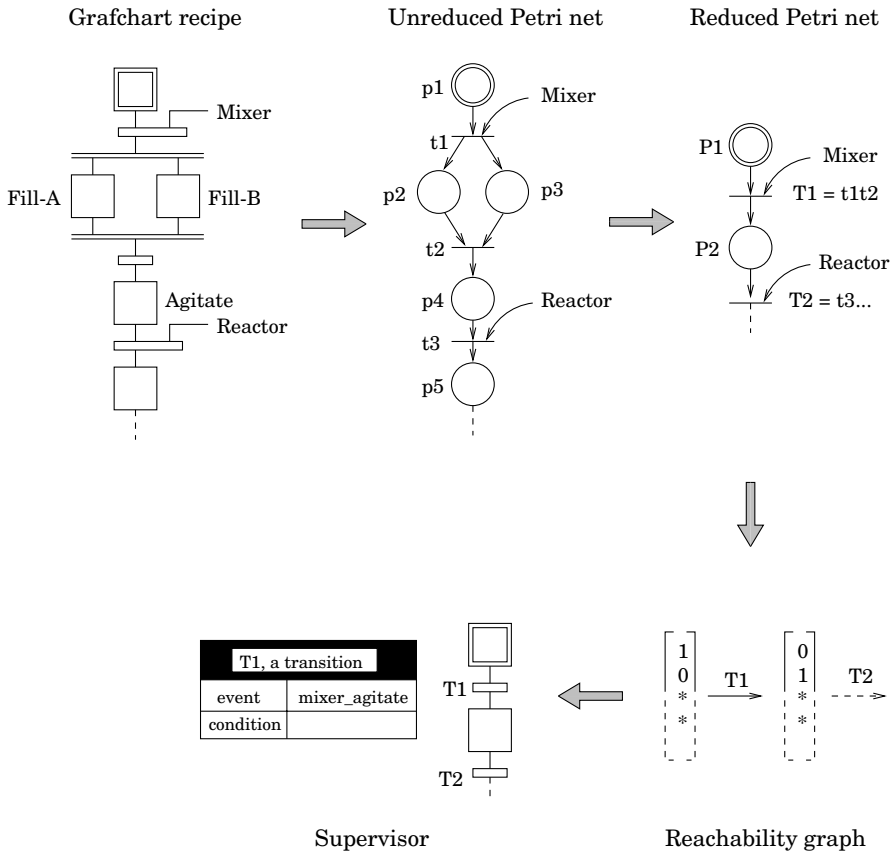 Grafchart recipe
Unreduced Petri net
Reduced Petri net
Mixer
Fill-A
Fill-B
Agitate
Reactor
p1
Mixer
t1
p2
p3
t2
p4
Reactor
t3
p5
P1
Mixer
T1 = t1t2
P2
Reactor
T2 = t3...
T1, a transition
event mixer_agitate
condition
T1
T2
1
0
*
*
T1
0
1
*
*
T2
Supervisor
Reachability graph